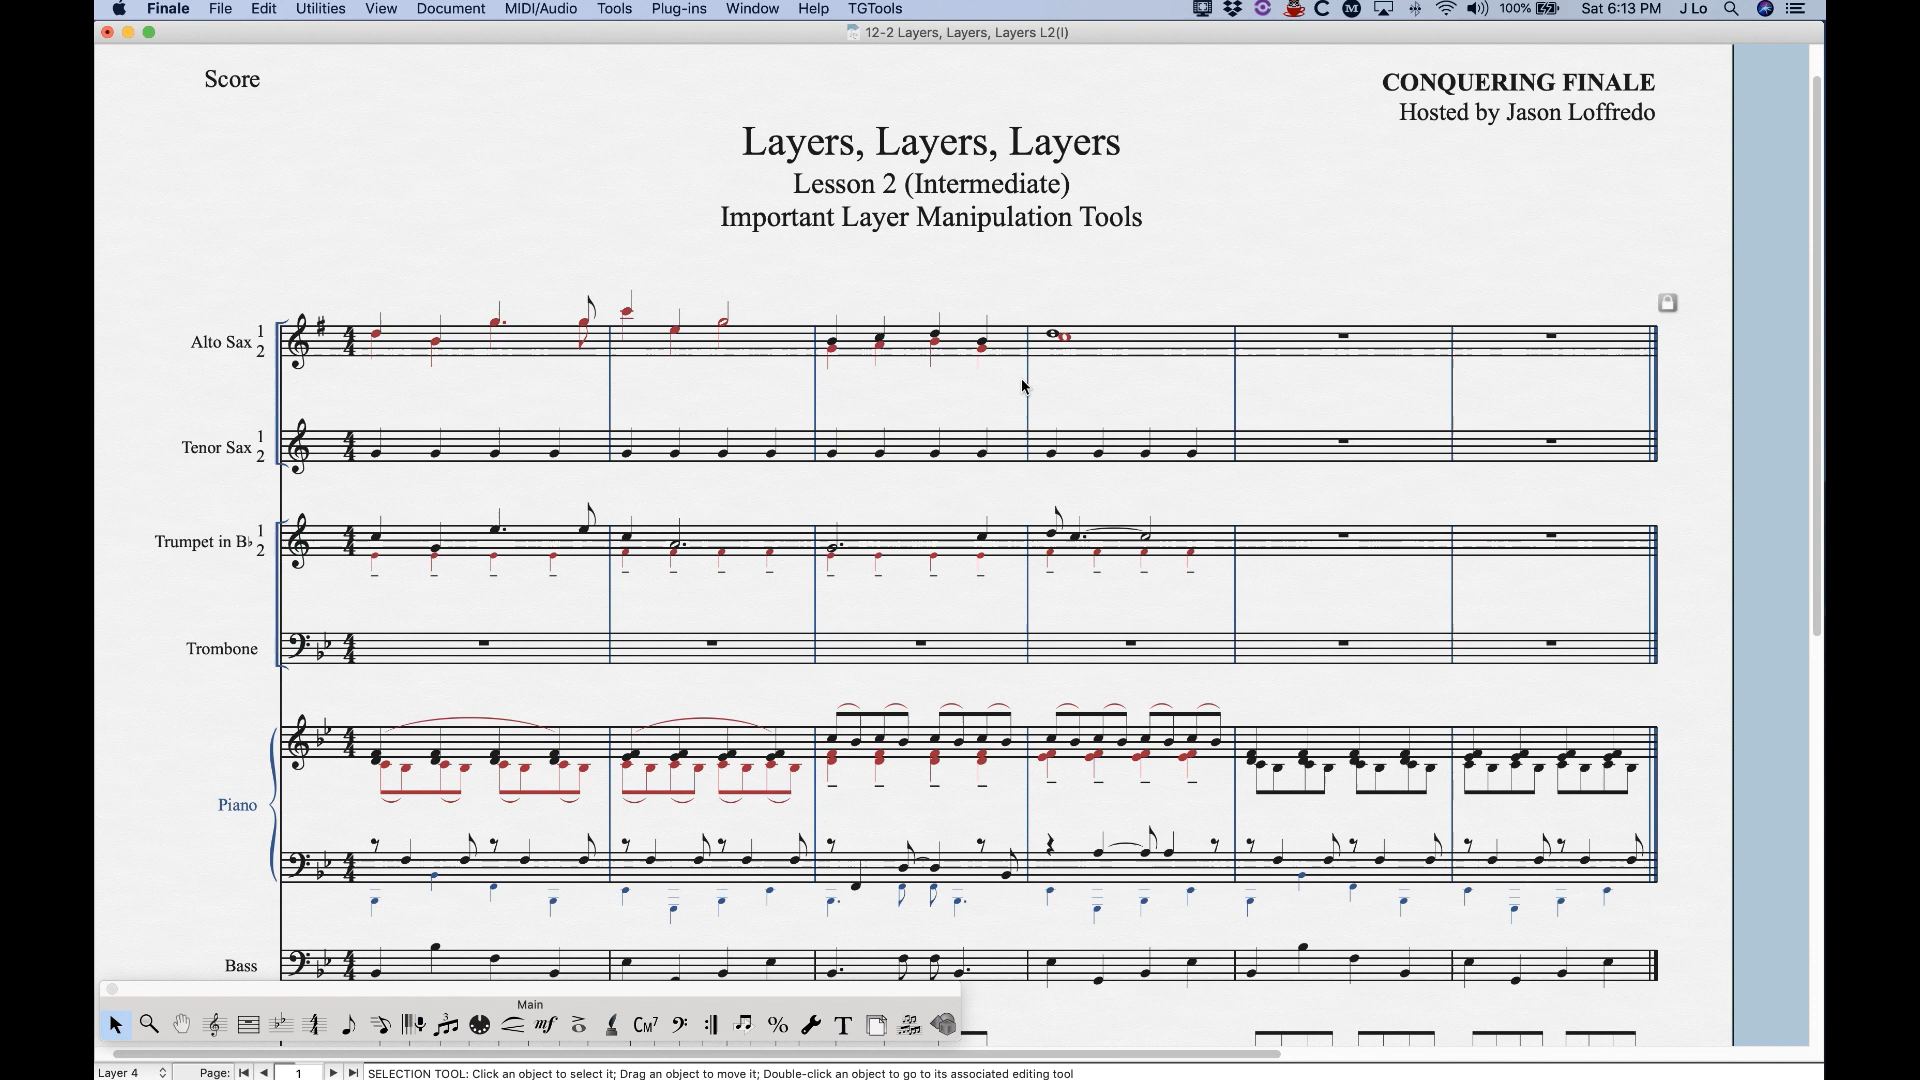 Finale File Edit Utilities View Document MIDI/Audio Tools Plug-ins Window Help TGTools 100% Sat 6:13 PM J Lo
12-2 Layers, Layers, Layers L2(I)
Score
CONQUERING FINALE
Hosted by Jason Loffredo
Layers, Layers, Layers
Lesson 2 (Intermediate)
Important Layer Manipulation Tools
Alto Sax 1 2
Tenor Sax 1 2
Trumpet in B♭ 1 2
Trombone
Piano
Bass
Main
mf CM7 % T
Layer 4 Page: 1 SELECTION TOOL: Click an object to select it; Drag an object to move it; Double-click an object to go to its associated editing tool